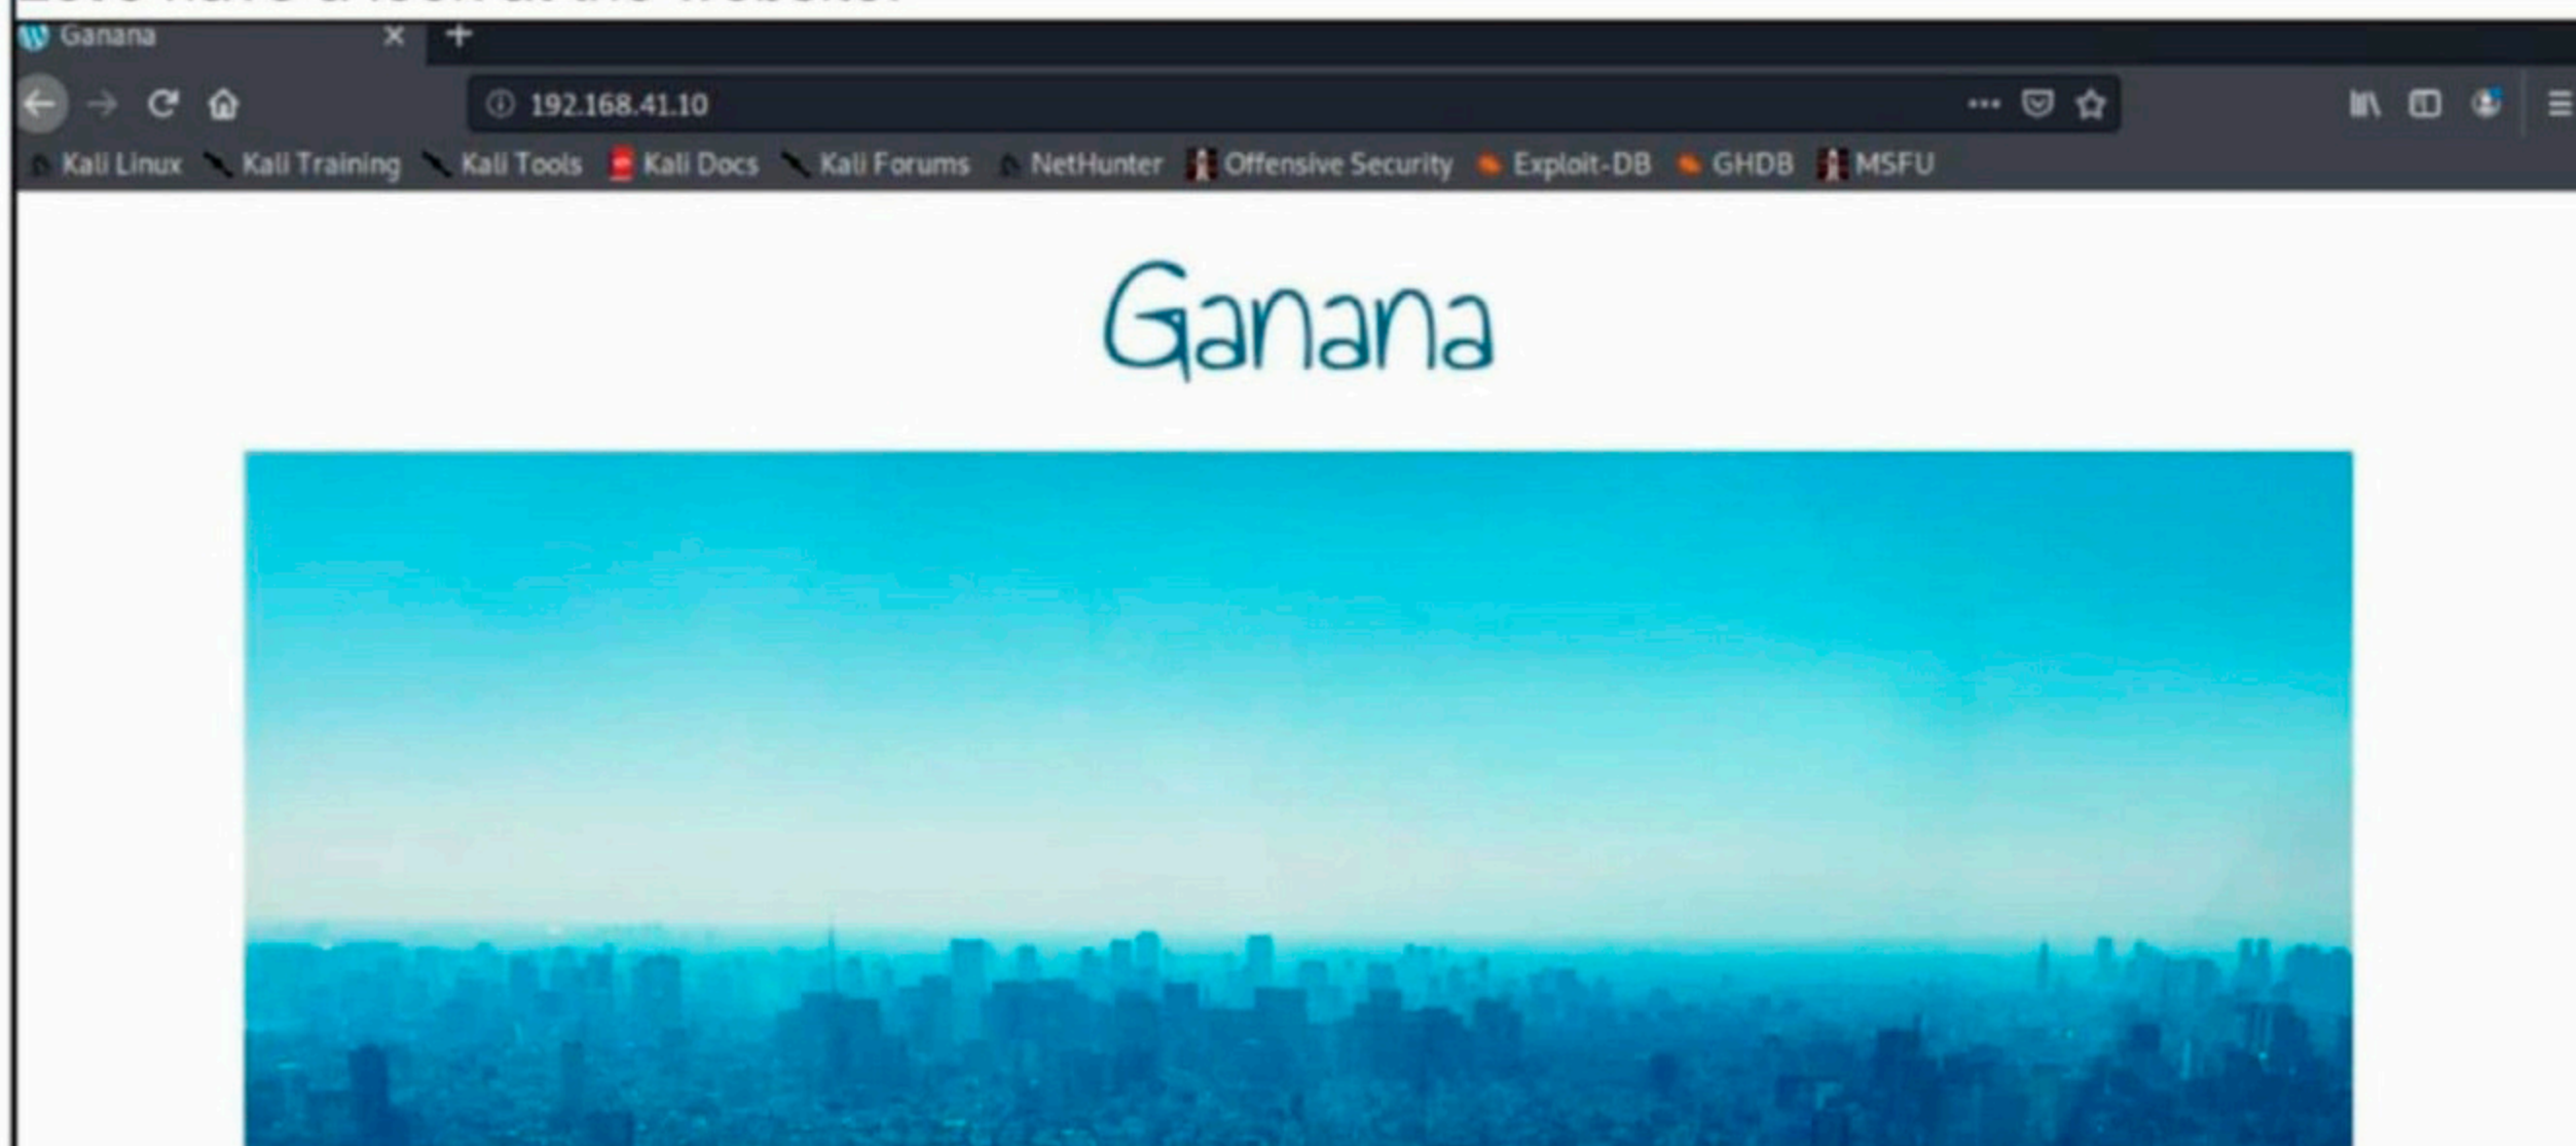 Ganana
192.168.41.10
Kali Linux Kali Training Kali Tools Kali Docs Kali Forums NetHunter Offensive Security Exploit-DB GHDB MSFU
Ganana